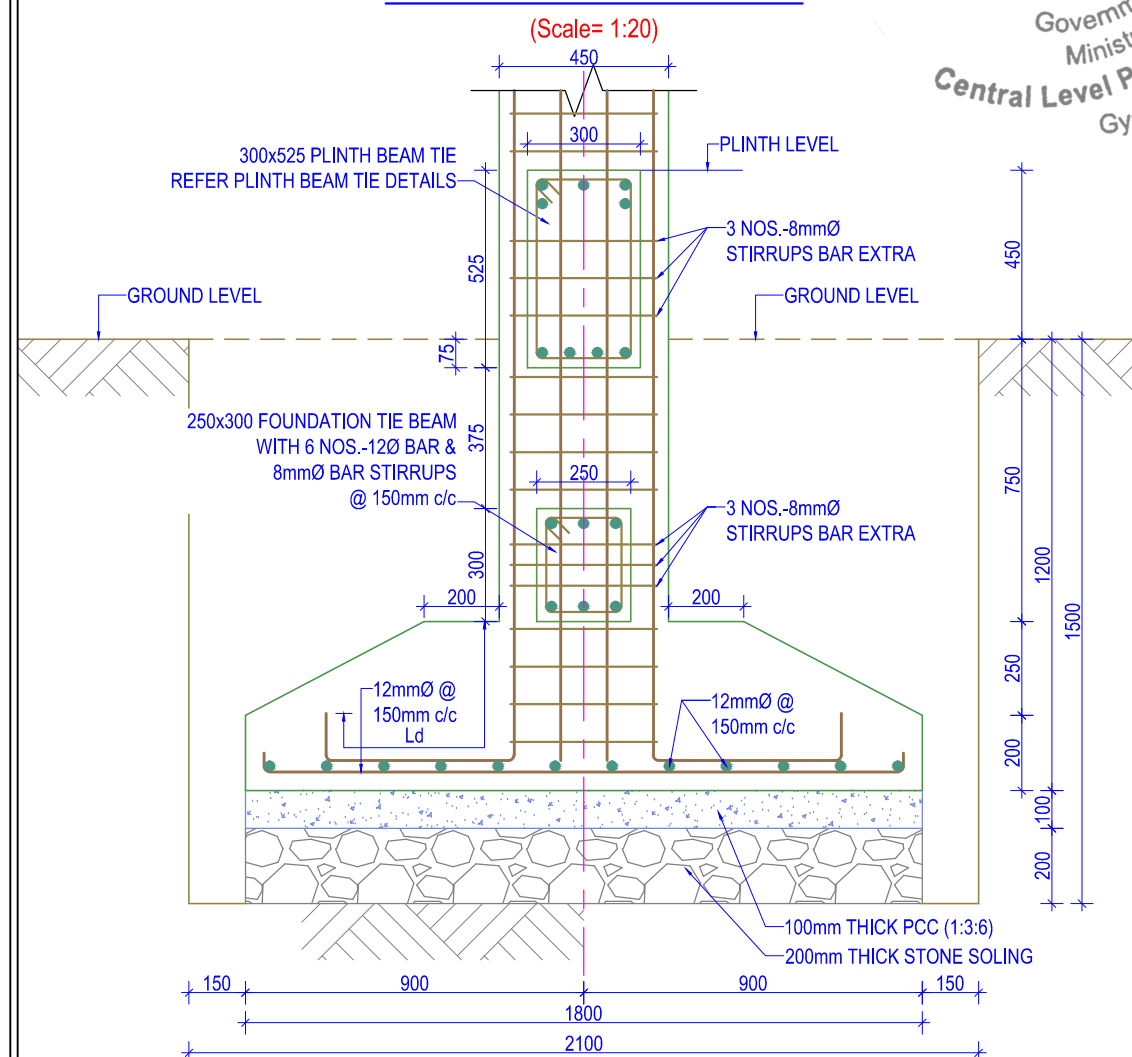 (Scale= 1:20)
Central Level
450
300
PLINTH LEVEL
300x525 PLINTH BEAM TIE
REFER PLINTH BEAM TIE DETAILS
3 NOS.-8mmØ
STIRRUPS BAR EXTRA
525
450
GROUND LEVEL
GROUND LEVEL
75
250x300 FOUNDATION TIE BEAM
WITH 6 NOS.-12Ø BAR &
8mmØ BAR STIRRUPS
@ 150mm c/c
375
250
750
3 NOS.-8mmØ
STIRRUPS BAR EXTRA
300
1200
1500
200
200
250
12mmØ @
150mm c/c
Ld
12mmØ @
150mm c/c
200
100
200
100mm THICK PCC (1:3:6)
200mm THICK STONE SOLING
150
900
900
150
1800
2100